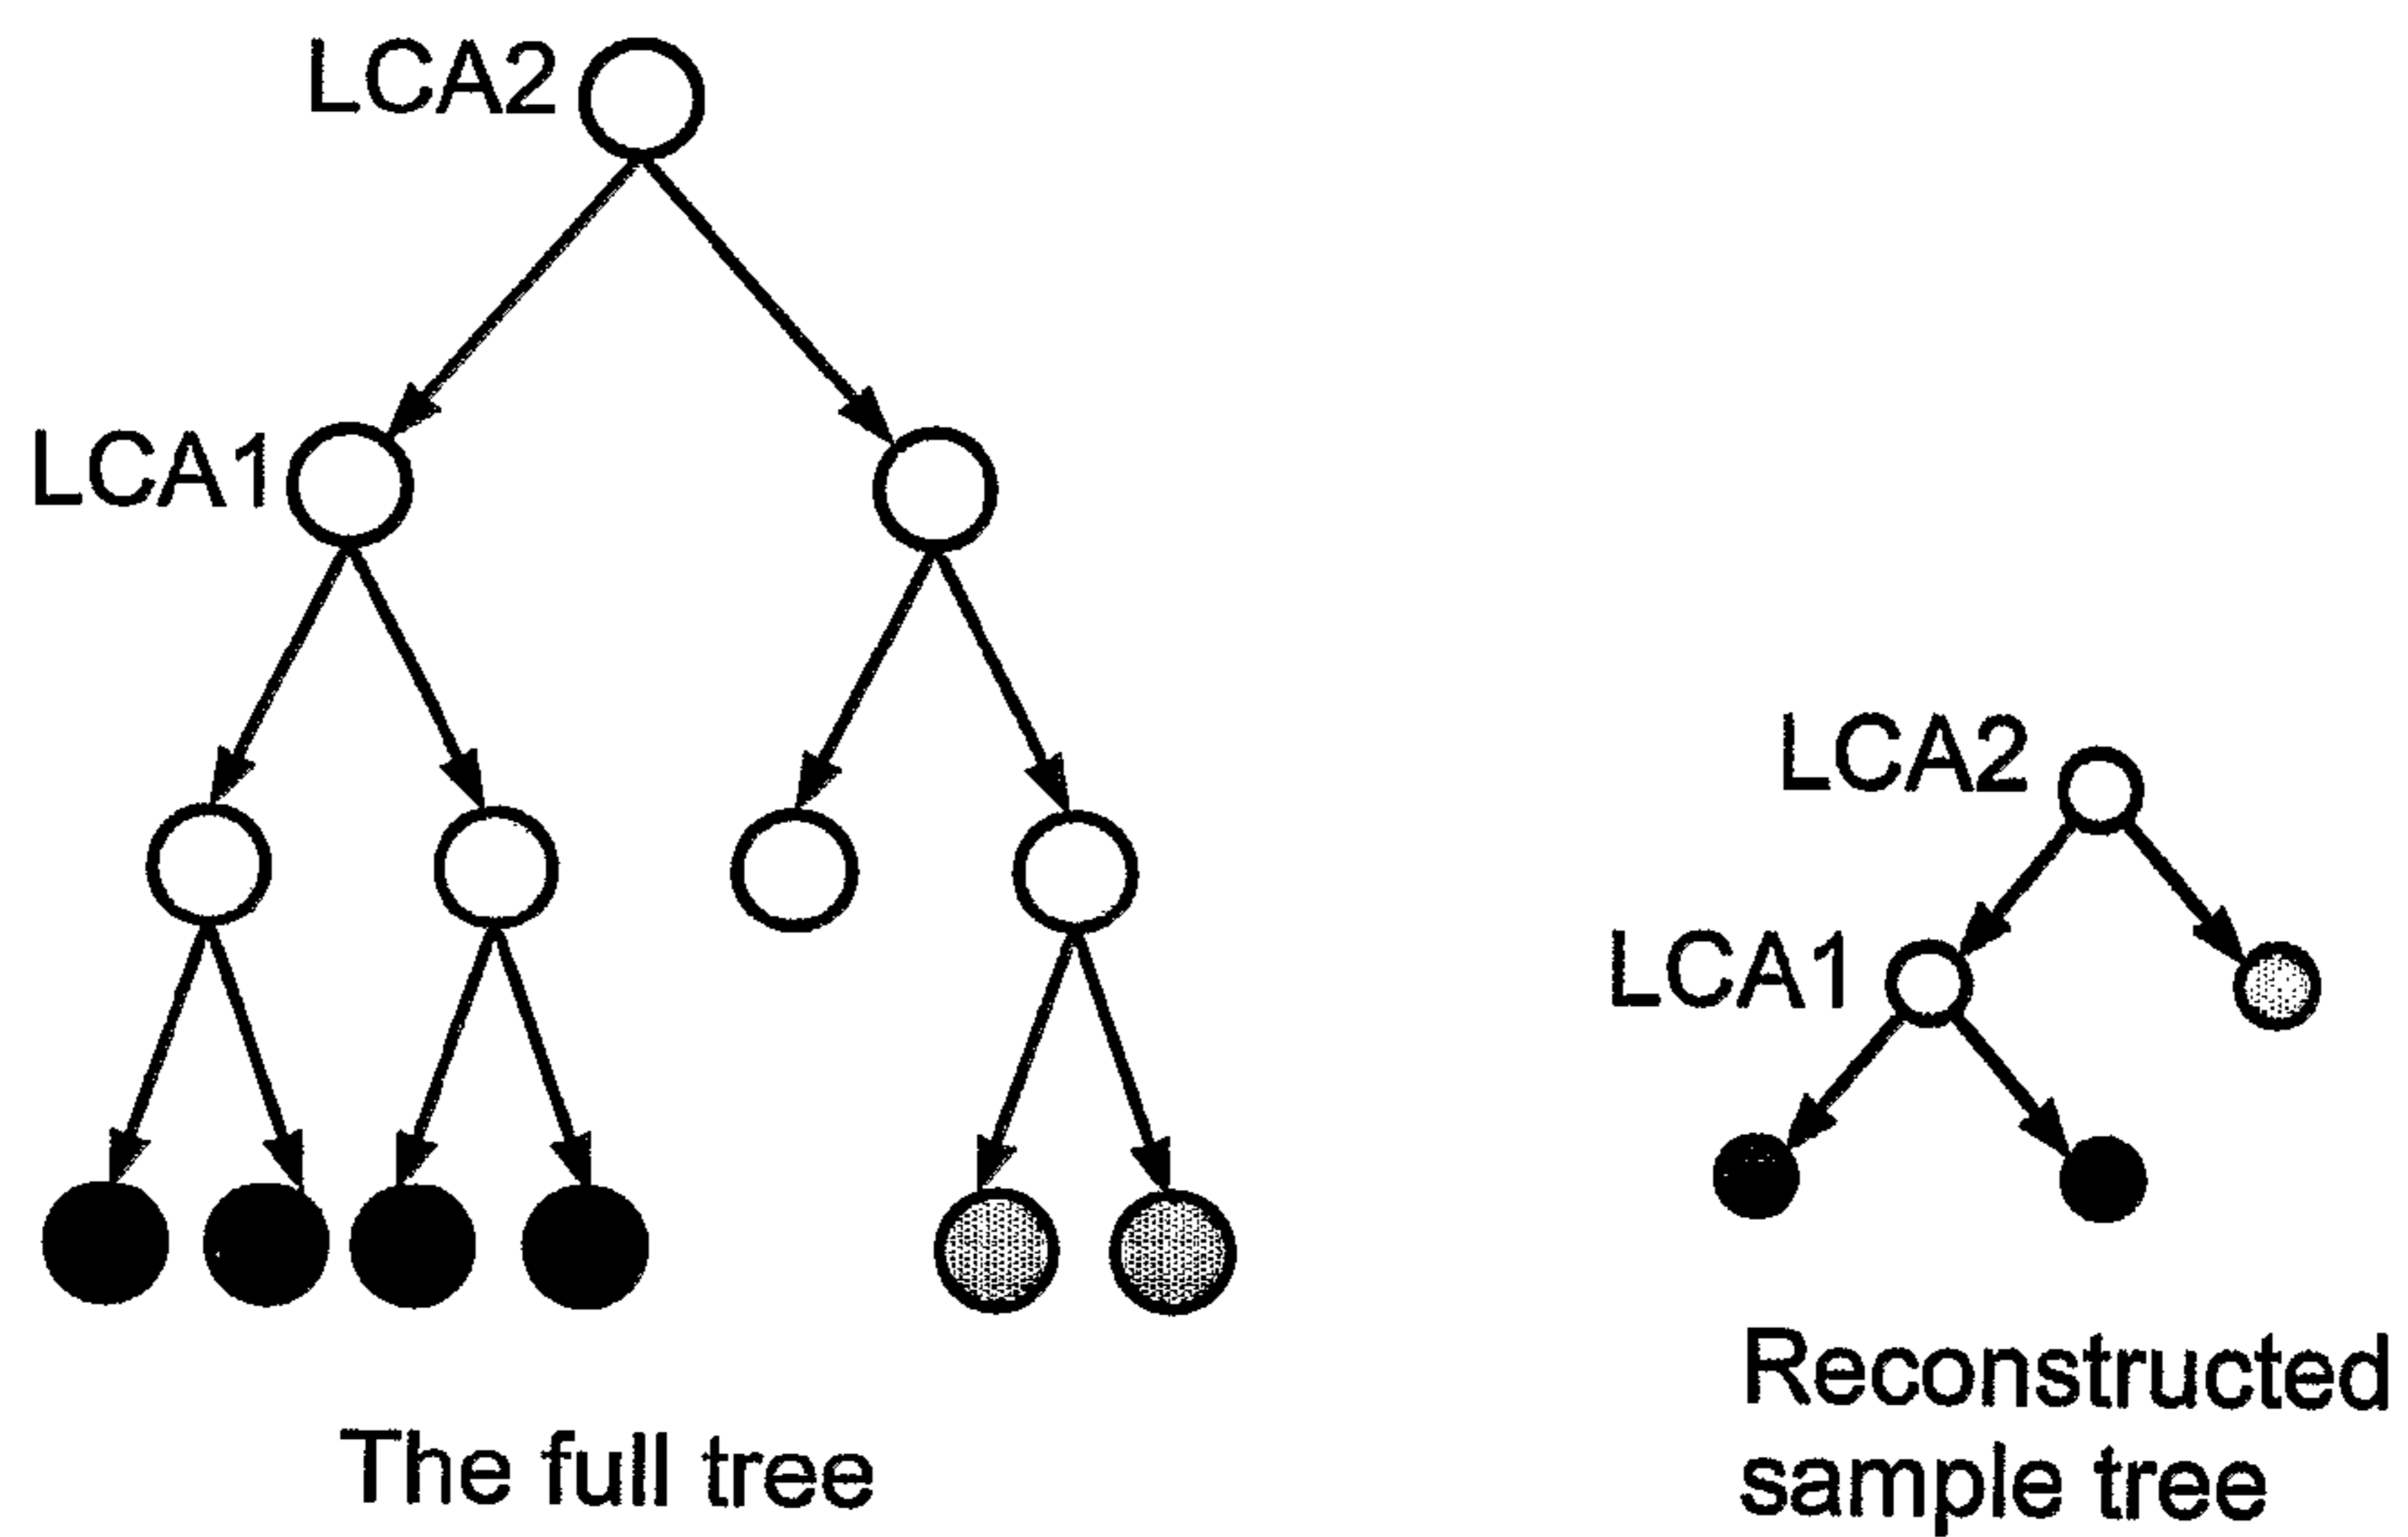 LCA2
LCA1
The full tree
LCA2
LCA1
Reconstructed
sample tree